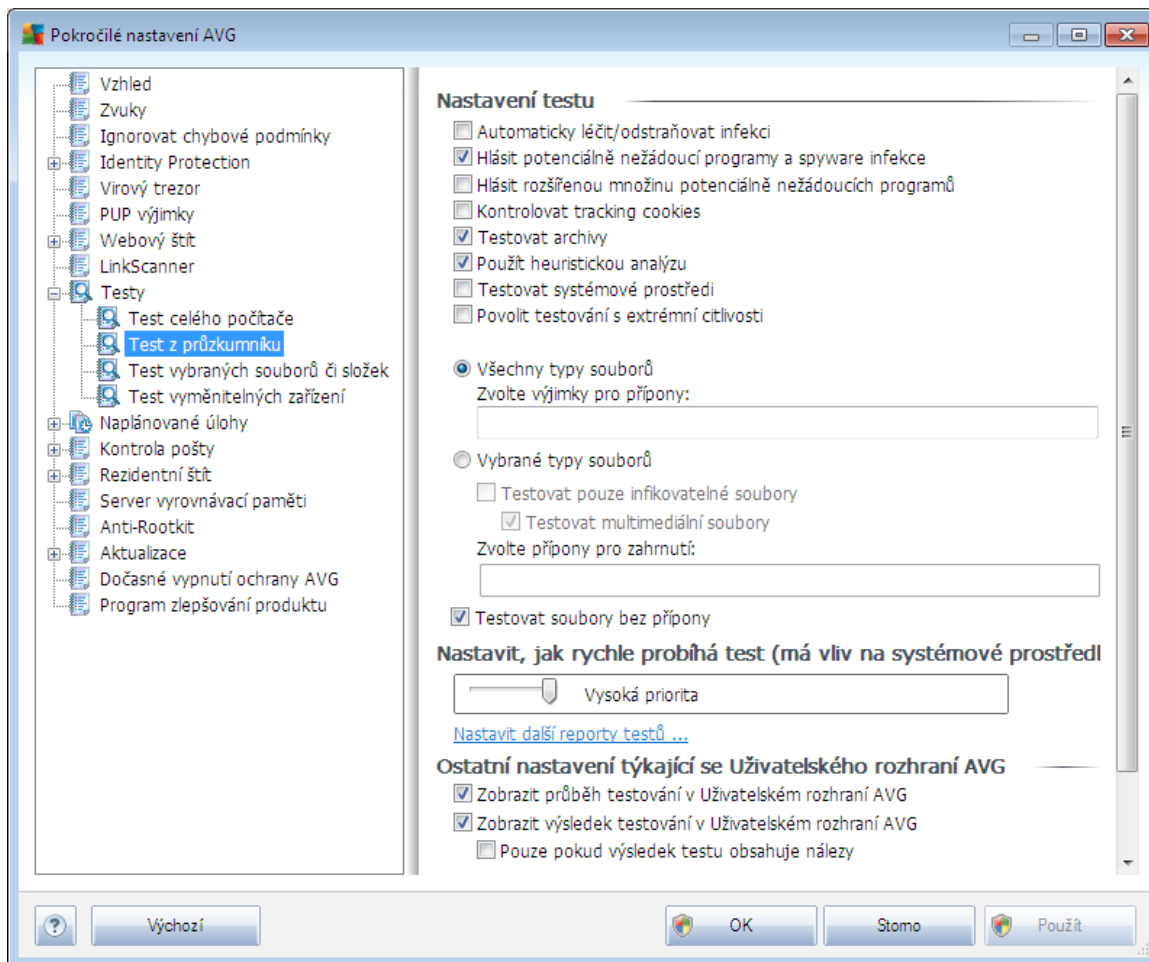 Pokročilé nastavení AVG
Vzhled
Zvuky
Ignorovat chybové podmínky
Identity Protection
Virový trezor
PUP výjimky
Webový štít
LinkScanner
Testy
Test celého počítače
Test z průzkumníku
Test vybraných souborů či složek
Test vyměnitelných zařízení
Naplánované úlohy
Kontrola pošty
Rezidentní štít
Server vyrovnávací paměti
Anti-Rootkit
Aktualizace
Dočasné vypnutí ochrany AVG
Program zlepšování produktu
Nastavení testu
Automaticky léčit/odstraňovat infekci
Hlásit potenciálně nežádoucí programy a spyware infekce
Hlásit rozšířenou množinu potenciálně nežádoucích programů
Kontrolovat tracking cookies
Testovat archivy
Použít heuristickou analýzu
Testovat systémové prostředi
Povolit testování s extrémní citlivosti
Všechny typy souborů
Zvolte výjimky pro přípony:
Vybrané typy souborů
Testovat pouze infikovatelné soubory
Testovat multimediální soubory
Zvolte přípony pro zahrnutí:
Testovat soubory bez přípony
Nastavit, jak rychle probíhá test (má vliv na systémové prostředl
Vysoká priorita
Nastavit další reporty testů ...
Ostatní nastavení týkající se Uživatelského rozhraní AVG
Zobrazit průběh testování v Uživatelském rozhraní AVG
Zobrazit výsledek testování v Uživatelském rozhraní AVG
Pouze pokud výsledek testu obsahuje nálezy
?
Výchozí
OK
Stomo
Použít